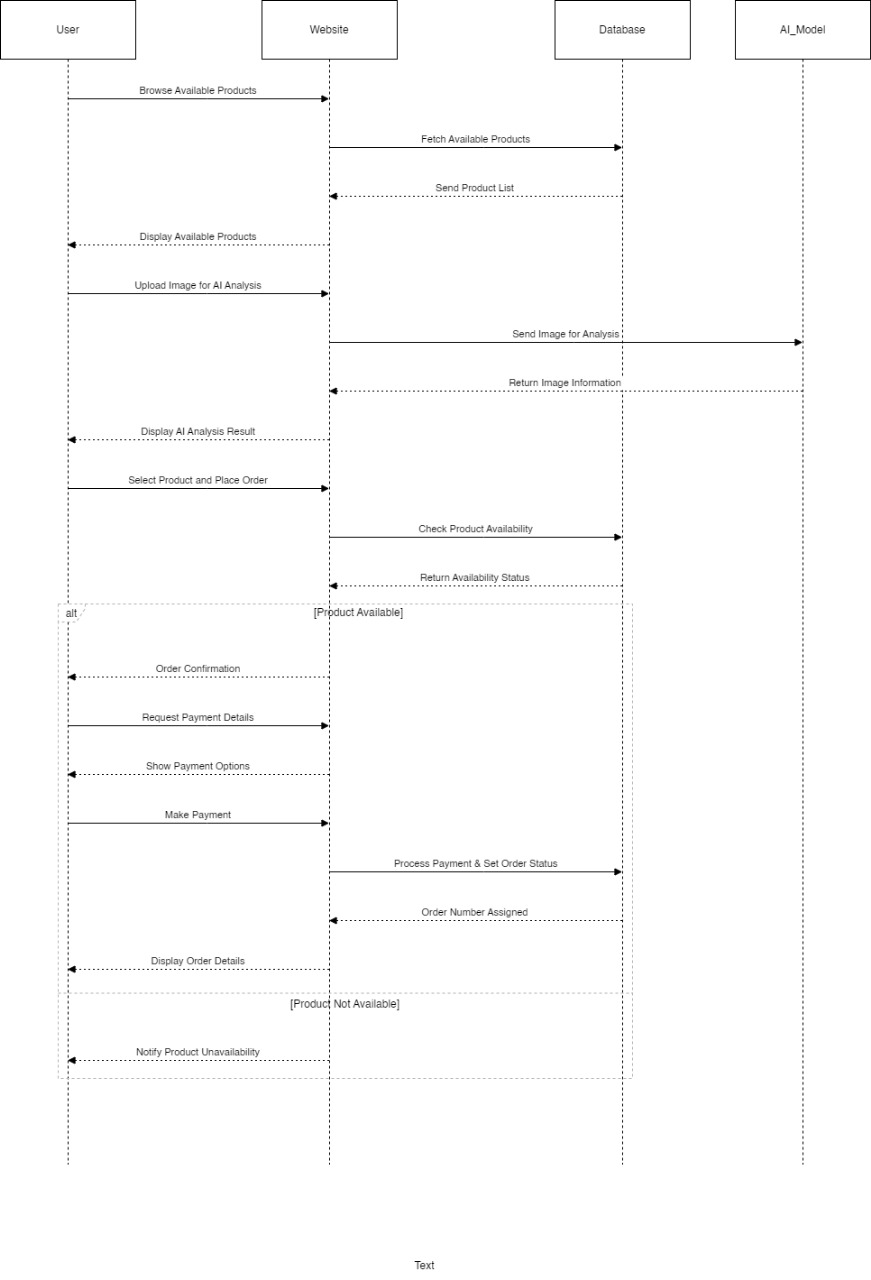 User
Website
Database
AI_Model
Browse Available Products
Fetch Available Products
Send Product List
Display Available Products
Upload Image for AI Analysis
Send Image for Analysis
Return Image Information
Display AI Analysis Result
Select Product and Place Order
Check Product Availability
Return Availability Status
alt
[Product Available]
Order Confirmation
Request Payment Details
Show Payment Options
Make Payment
Process Payment & Set Order Status
Order Number Assigned
Display Order Details
[Product Not Available]
Notify Product Unavailability
Text